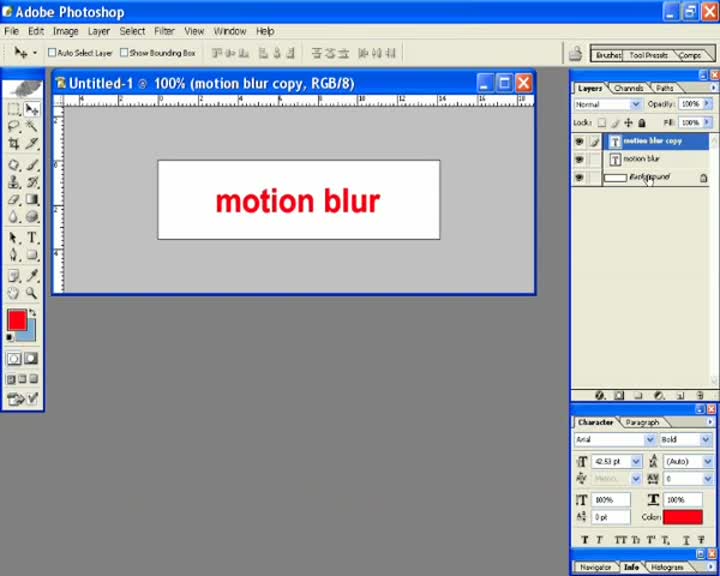 Adobe Photoshop
File Edit Image Layer Select Filter View Window Help
Auto Select Layer Show Bounding Box
Brushes Tool Presets Comps
Untitled-1 @ 100% (motion blur copy, RGB/8)
Layers Channels Paths
Normal Opacity: 100%
Lock: Fill: 100%
motion blur copy
motion blur
Background
motion blur
Character Paragraph
Arial Bold
42.53 pt (Auto)
Metrics 0
100% 100%
0 pt Color:
T T TT Tr T' T, T T
Navigator Info Histogram